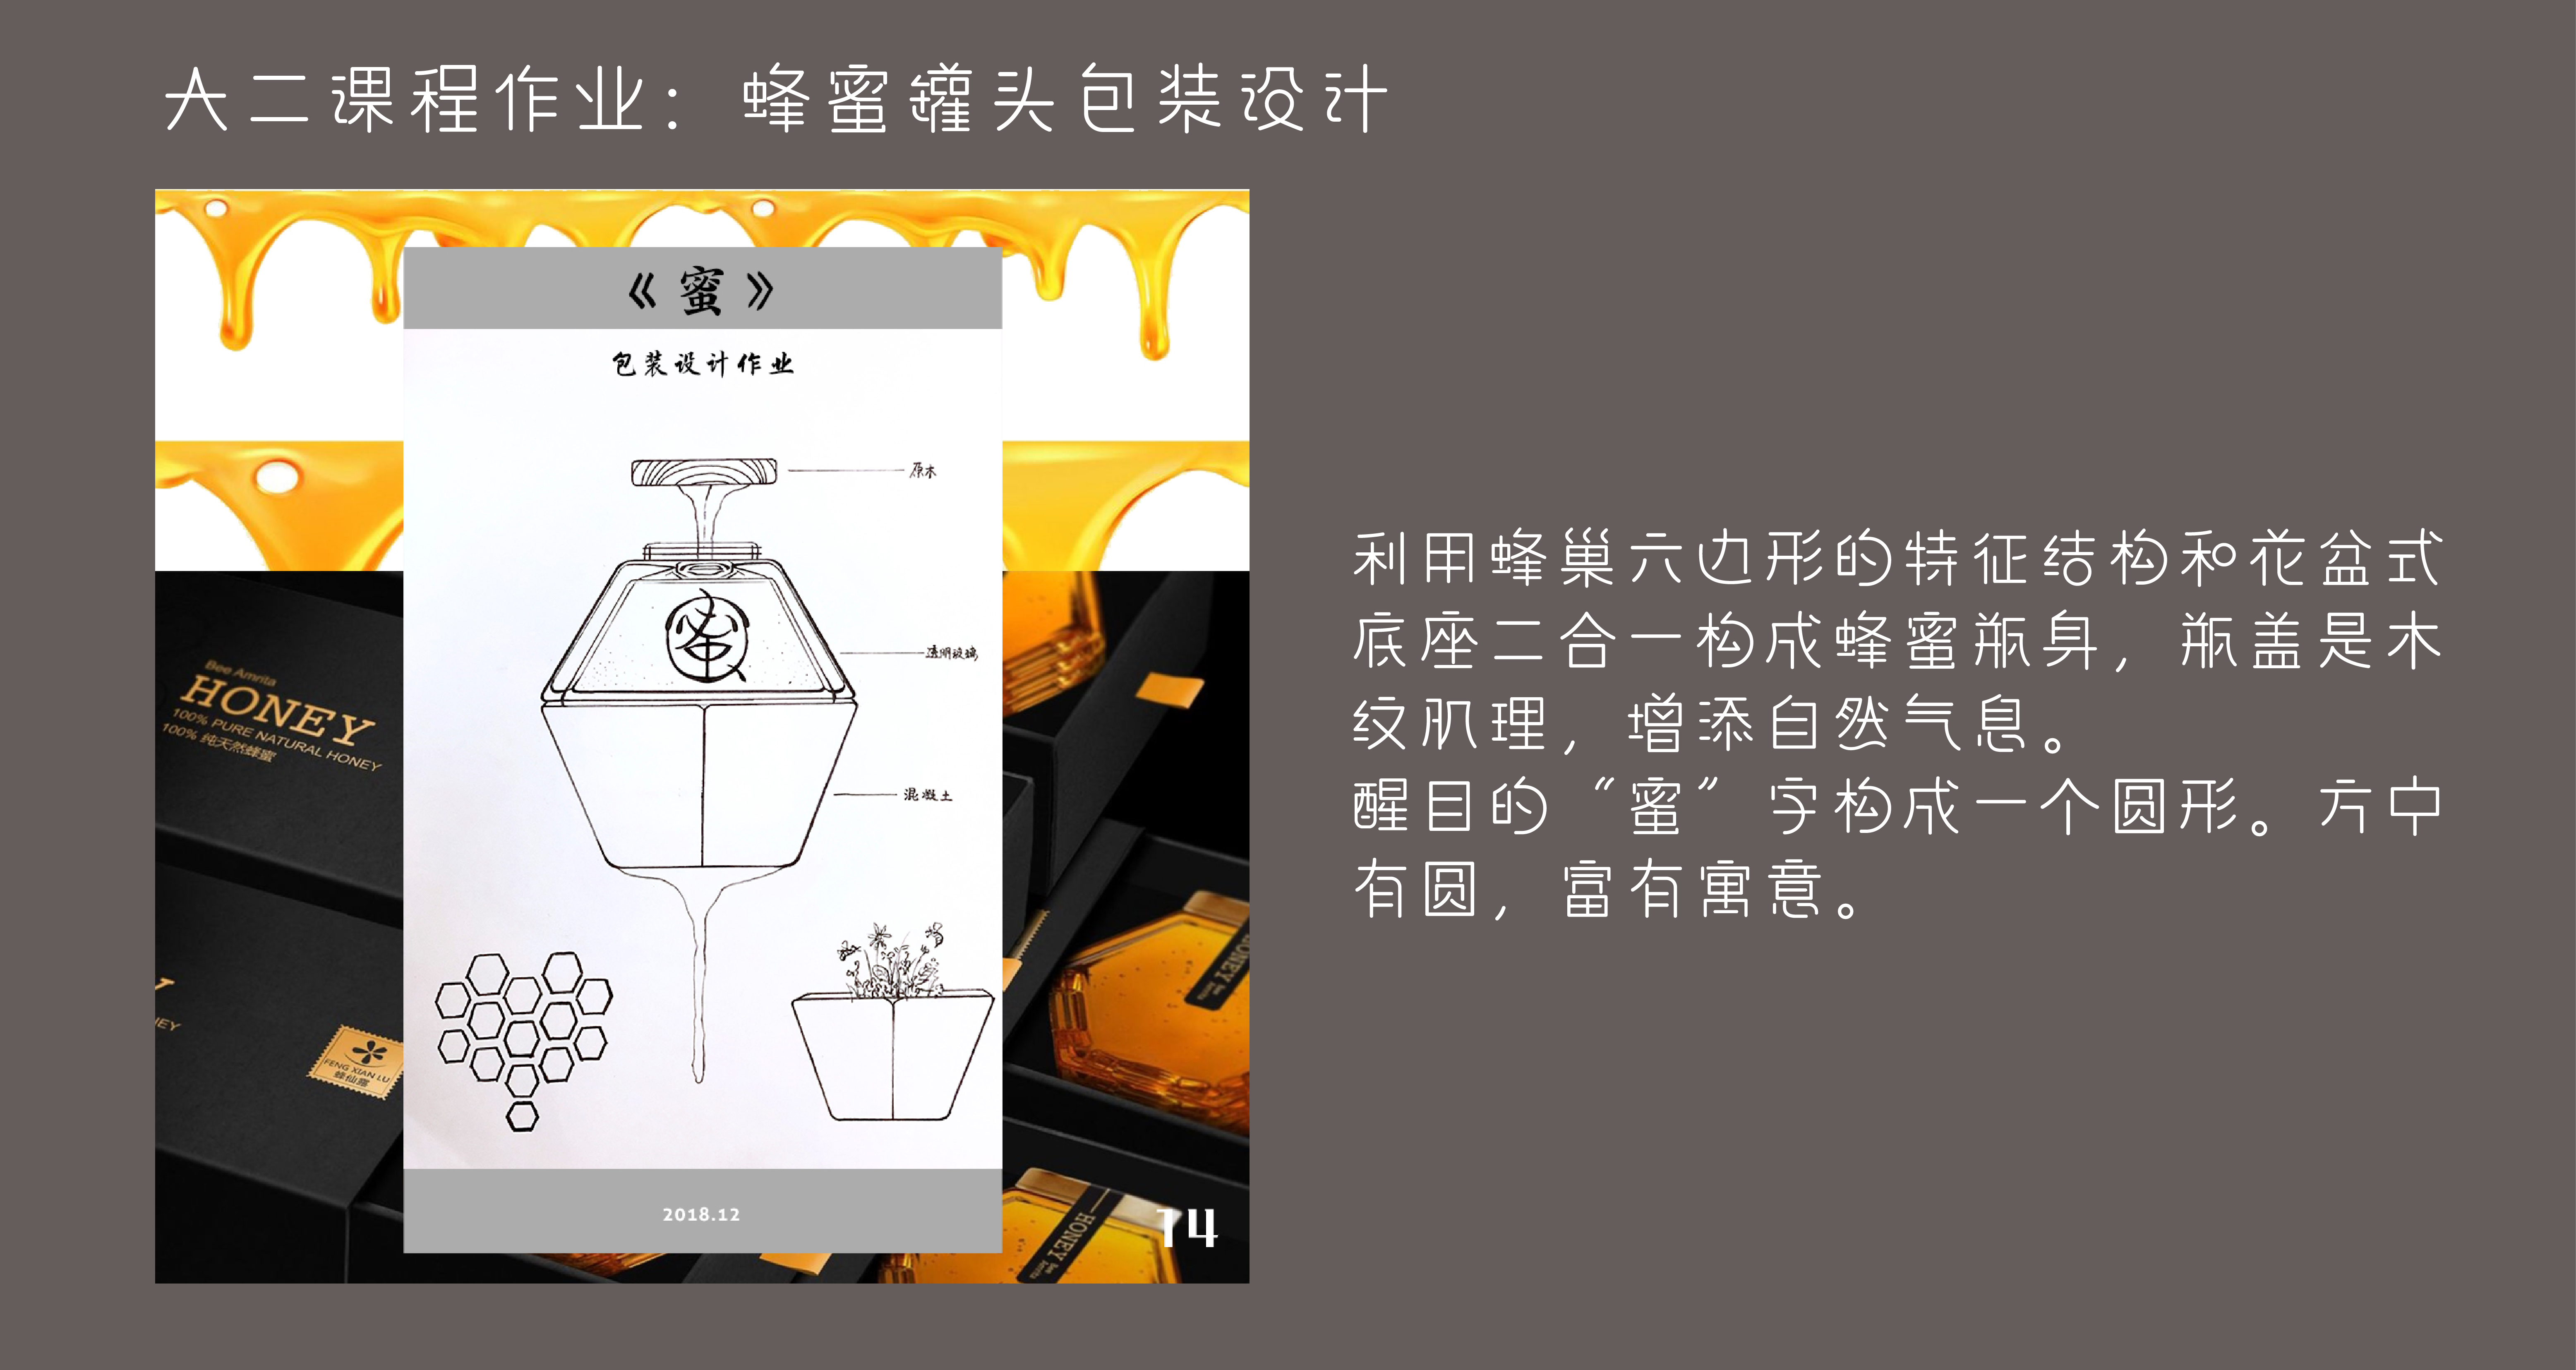 大二课程作业：蜂蜜罐头包装设计
《蜜》
包装设计作业
原木
蜜
透明玻璃
混凝土
Bee Amrita
HONEY
100% PURE NATURAL HONEY
100% 纯天然蜂蜜
FENG XIAN LU
蜂仙露
HONEY
2018.12
14
利用蜂巢六边形的特征结构和花盆式
底座二合一构成蜂蜜瓶身，瓶盖是木
纹肌理，增添自然气息。
醒目的“蜜”字构成一个圆形。方中
有圆，富有寓意。